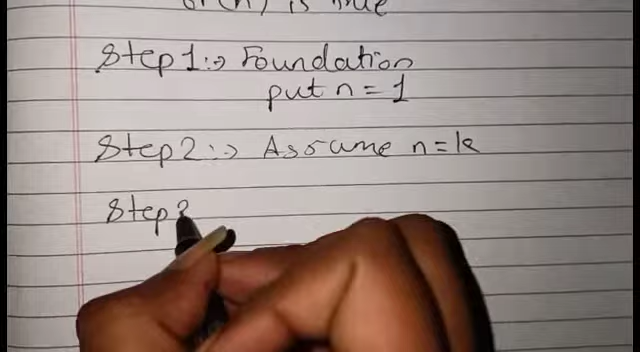 is true
Step 1:→ Foundation
put n = 1
Step 2:→ Assume n = k
Step 3